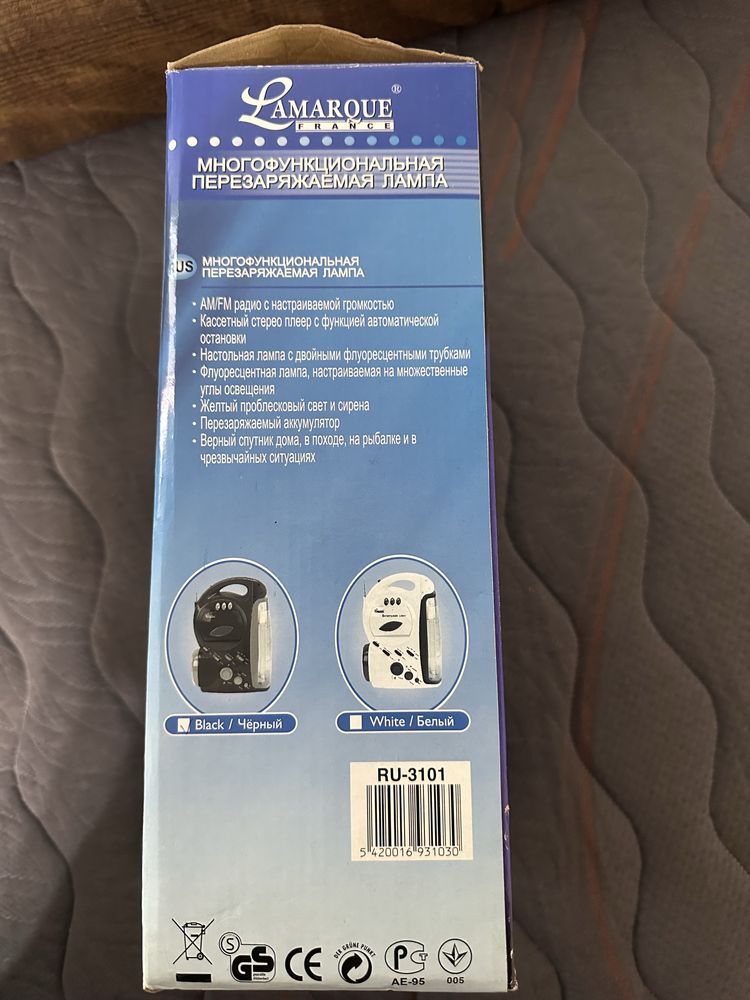 LAMARQUE®
FRANCE
МНОГОФУНКЦИОНАЛЬНАЯ
ПЕРЕЗАРЯЖАЕМАЯ ЛАМПА
US
МНОГОФУНКЦИОНАЛЬНАЯ
ПЕРЕЗАРЯЖАЕМАЯ ЛАМПА
• AM/FM радио с настраиваемой громкостью
• Кассетный стерео плеер с функцией автоматической
остановки
• Настольная лампа с двойными флуоресцентными трубками
• Флуоресцентная лампа, настраиваемая на множественные
углы освещения
• Желтый проблесковый свет и сирена
• Перезаряжаемый аккумулятор
• Верный спутник дома, в походе, на рыбалке и в
чрезвычайных ситуациях
Black / Чёрный
White / Белый
RU-3101
5 420016 931030
S
GS
CE
DER GRÜNE PUNKT
РСТ
АЕ-95
005